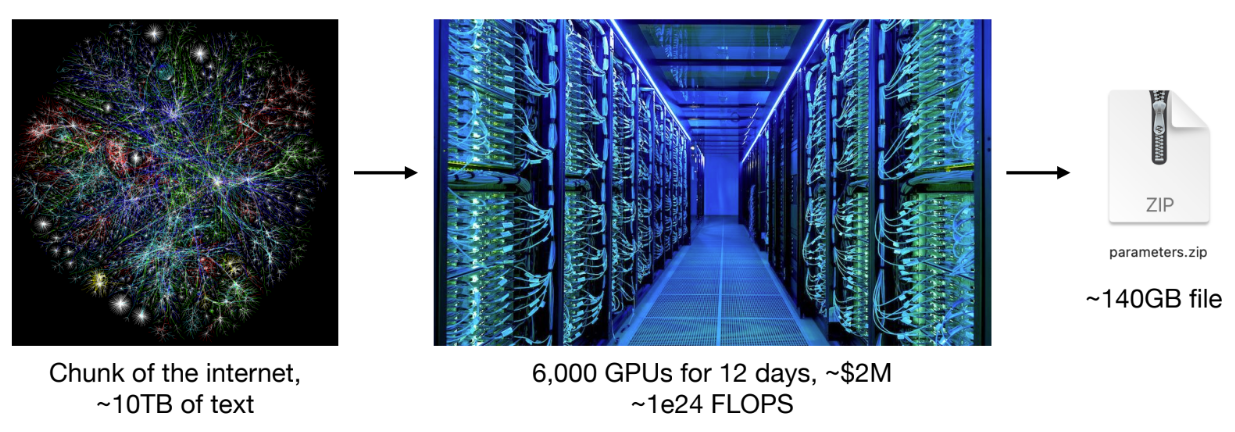 Chunk of the internet,
~10TB of text
6,000 GPUs for 12 days, ~$2M
~1e24 FLOPS
ZIP
parameters.zip
~140GB file